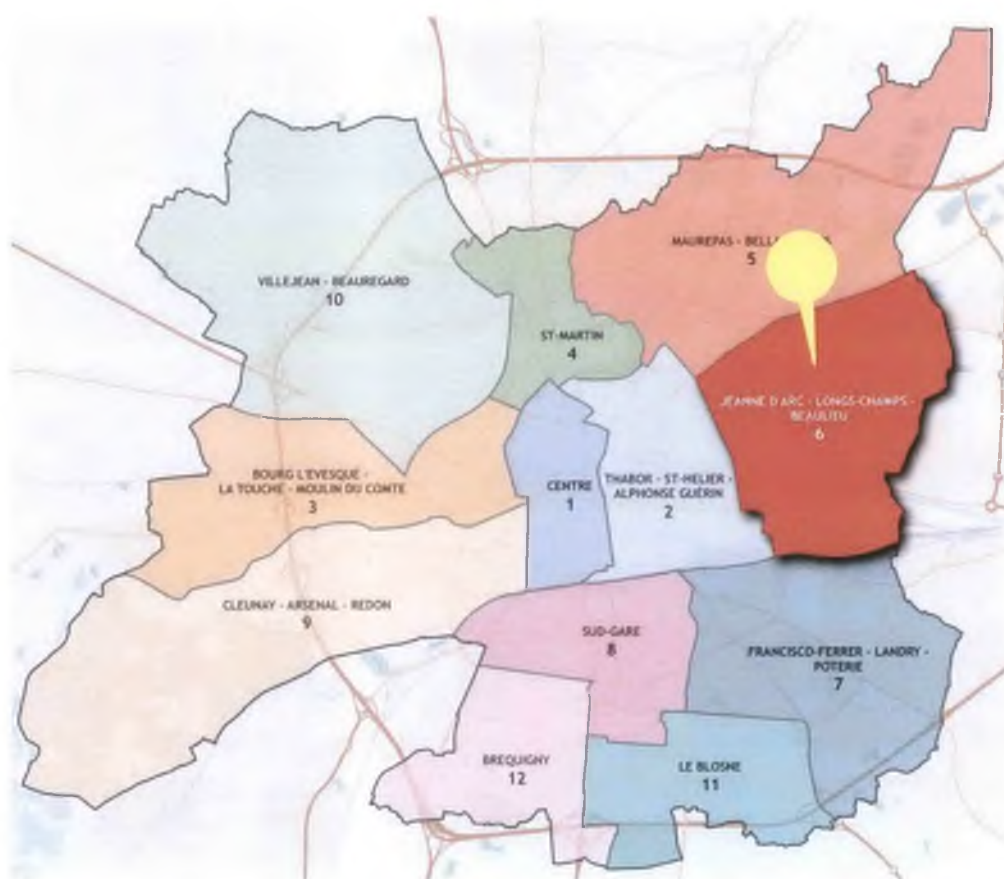 MAUREPAS - BELL
5
VILLEJEAN - BEAUREGARD
10
ST-MARTIN
4
JEANNE D'ARC - LONGS-CHAMPS -
BEAULIEU
6
BOURG L'EVESQUE -
LA TOUCHE - MOULIN DU COMTE
3
CENTRE
1
THABOR - ST-HELIER -
ALPHONSE GUÉRIN
2
CLEUNAY - ARSENAL - REDON
9
SUD-GARE
8
FRANCISCO-FERRER - LANDRY -
POTERIE
7
BREQUIGNY
12
LE BLOSNE
11